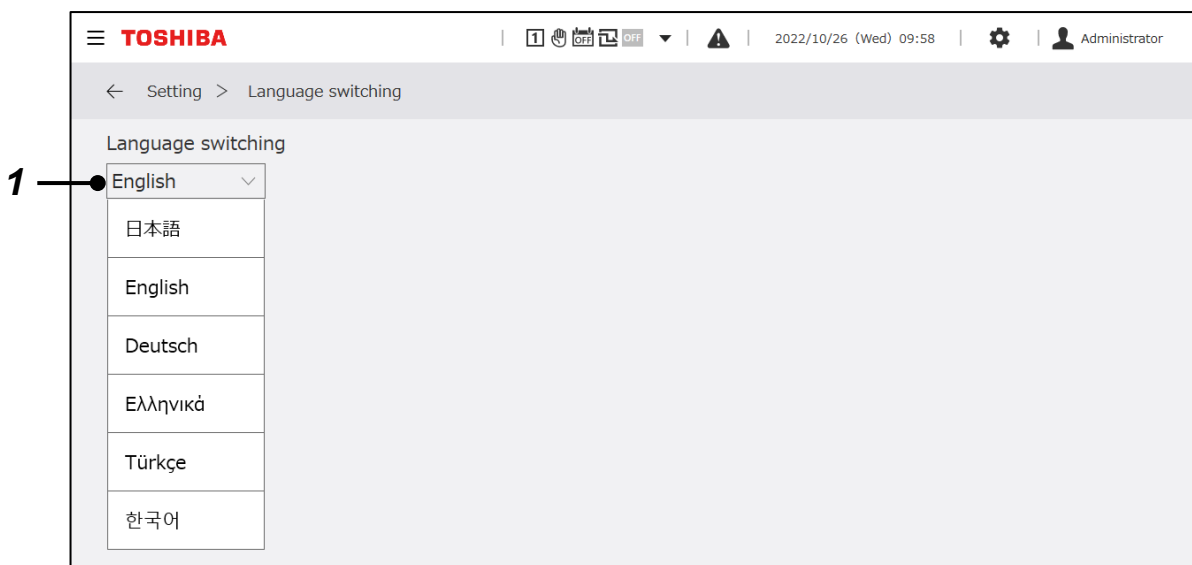 TOSHIBA 1 OFF OFF 2022/10/26 (Wed) 09:58 Administrator
← Setting > Language switching
Language switching
1 English
日本語
English
Deutsch
Ελληνικά
Türkçe
한국어